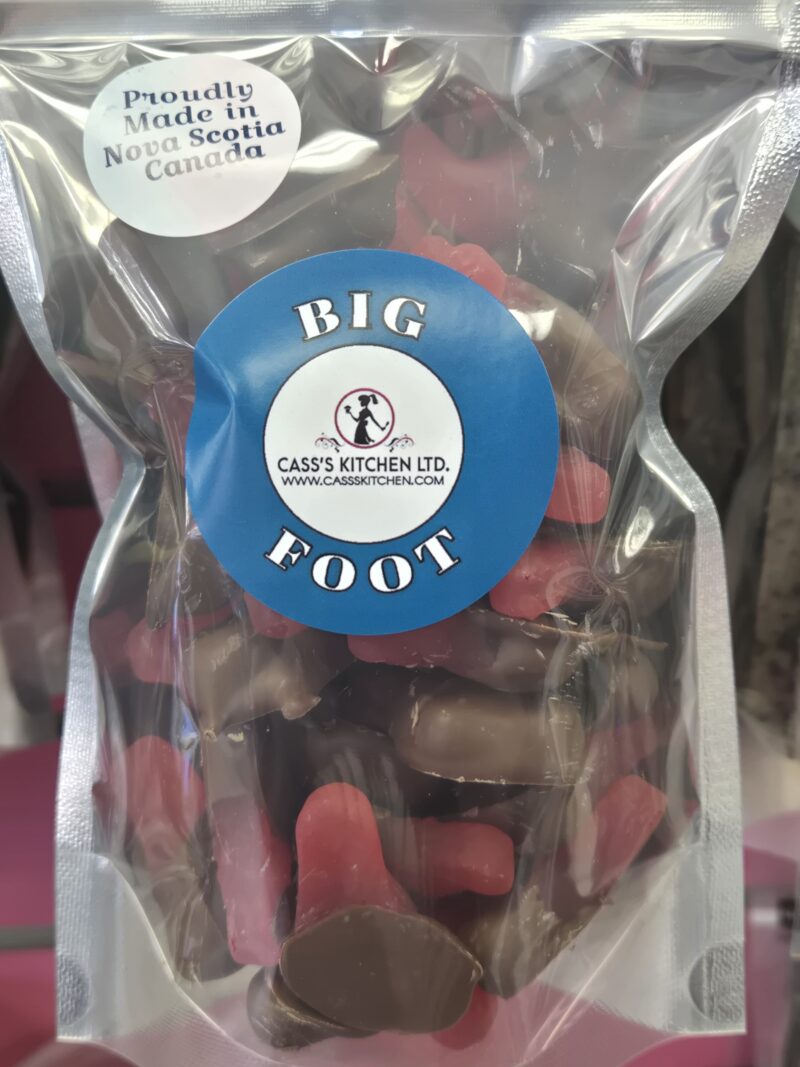 Proudly
Made in
Nova Scotia
Canada
BIG
CASS'S KITCHEN LTD.
WWW.CASSSKITCHEN.COM
FOOT